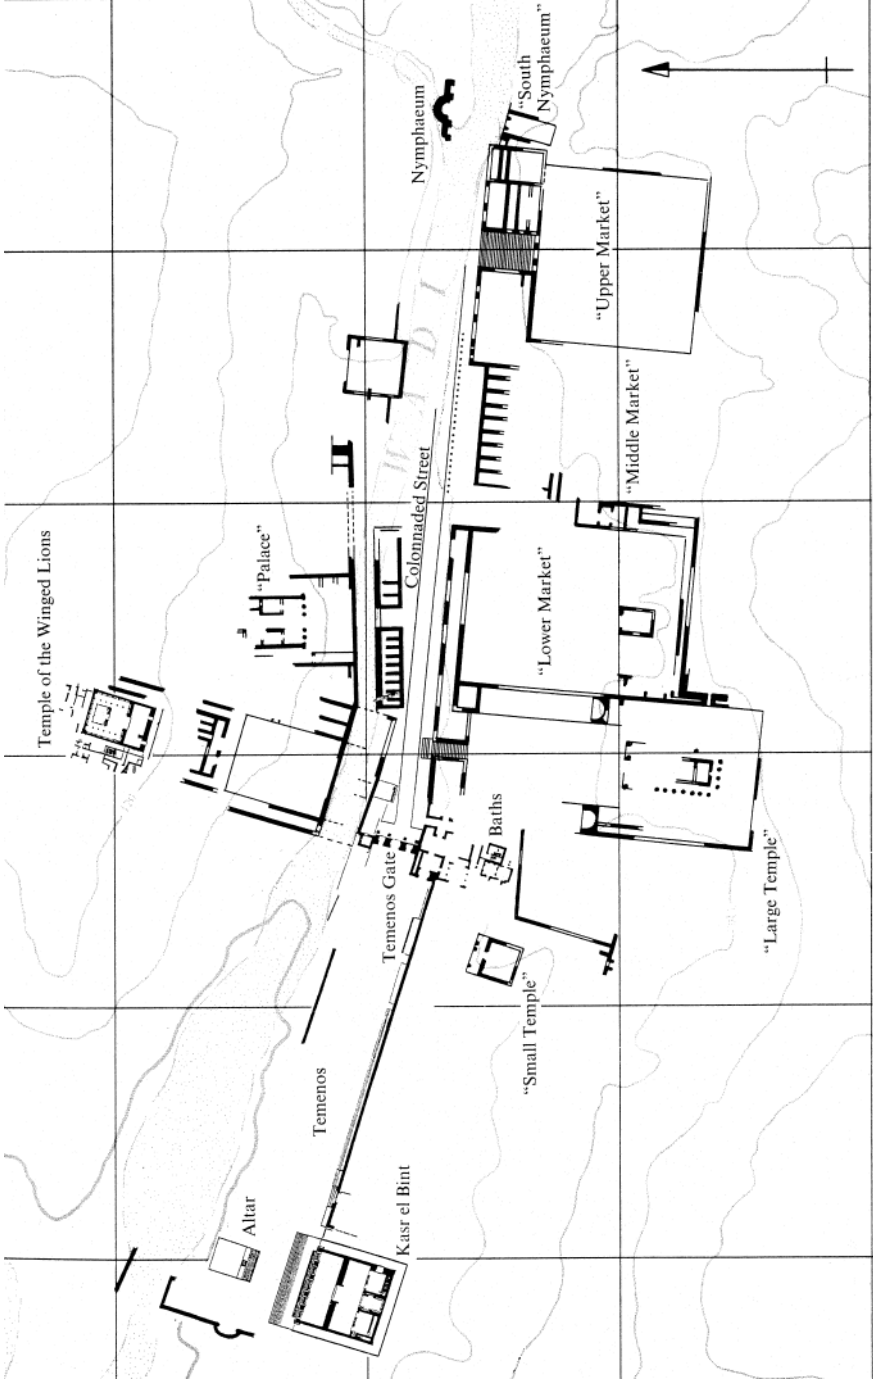 "South
Nymphaeum"
Nymphaeum
"Upper Market"
WADI
"Middle Market"
Colonnaded Street
Temple of the Winged Lions
"Palace"
"Lower Market"
Baths
Temenos Gate
"Large Temple"
"Small Temple"
Temenos
Kasr el Bint
Altar